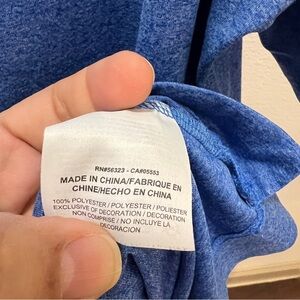 RN#56323 - CA#05553
MADE IN CHINA/FABRIQUE EN
CHINE/HECHO EN CHINA
100% POLYESTER / POLYESTER / POLIESTER
EXCLUSIVE OF DECORATION / DECORATION
NON COMPRISE / NO INCLUYE LA
DECORACION